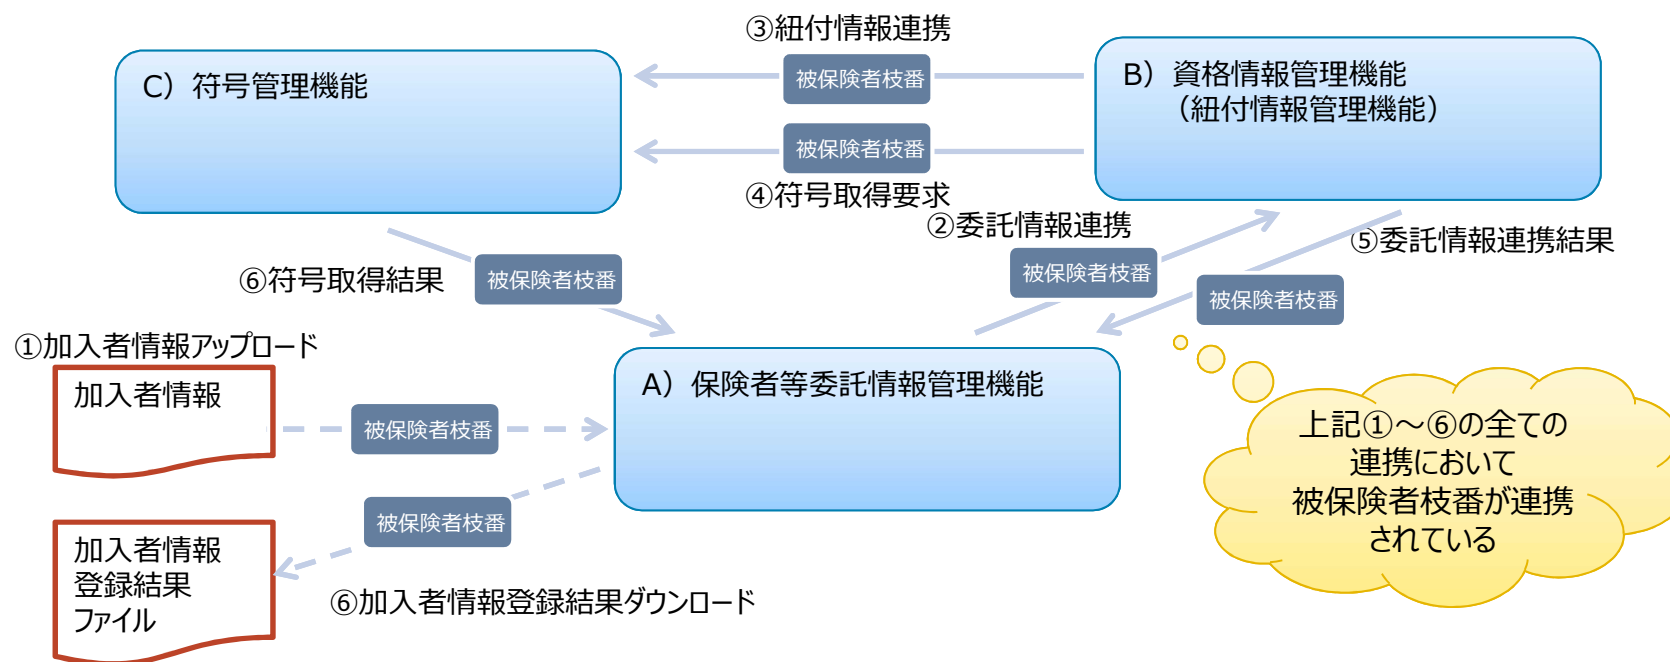 ③紐付情報連携
C）符号管理機能
被保険者枝番
B）資格情報管理機能
（紐付情報管理機能）
被保険者枝番
④符号取得要求
②委託情報連携
⑤委託情報連携結果
⑥符号取得結果
被保険者枝番
被保険者枝番
被保険者枝番
①加入者情報アップロード
加入者情報
被保険者枝番
A）保険者等委託情報管理機能
上記①～⑥の全ての
連携において
被保険者枝番が連携
されている
被保険者枝番
加入者情報
登録結果
ファイル
⑥加入者情報登録結果ダウンロード